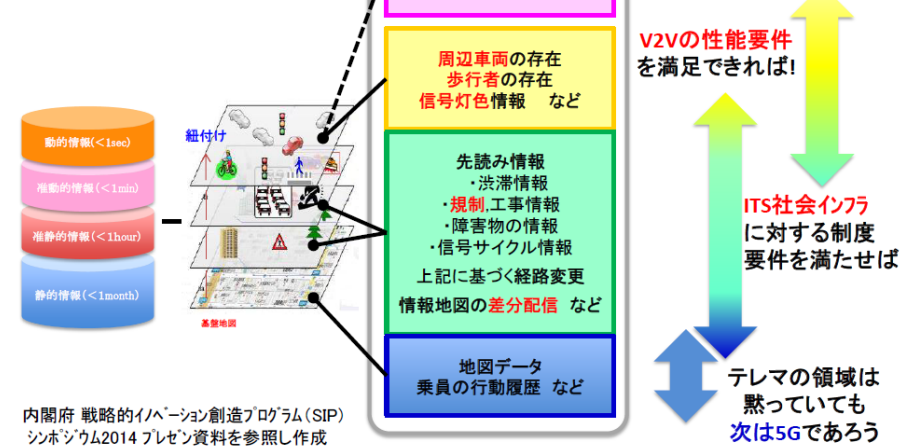 動的情報(<1sec)
准動的情報(<1min)
准静的情報(<1hour)
静的情報(<1month)
紐付け
基盤地図
周辺車両の存在
歩行者の存在
信号灯色情報 など
先読み情報
・渋滞情報
・規制,工事情報
・障害物の情報
・信号サイクル情報
上記に基づく経路変更
情報地図の差分配信 など
地図データ
乗員の行動履歴 など
V2Vの性能要件
を満足できれば!
ITS社会インフラ
に対する制度
要件を満たせば
テレマの領域は
黙っていても
次は5Gであろう
内閣府 戦略的イノベーション創造プログラム(SIP)
シンポジウム2014 プレゼン資料を参照し作成